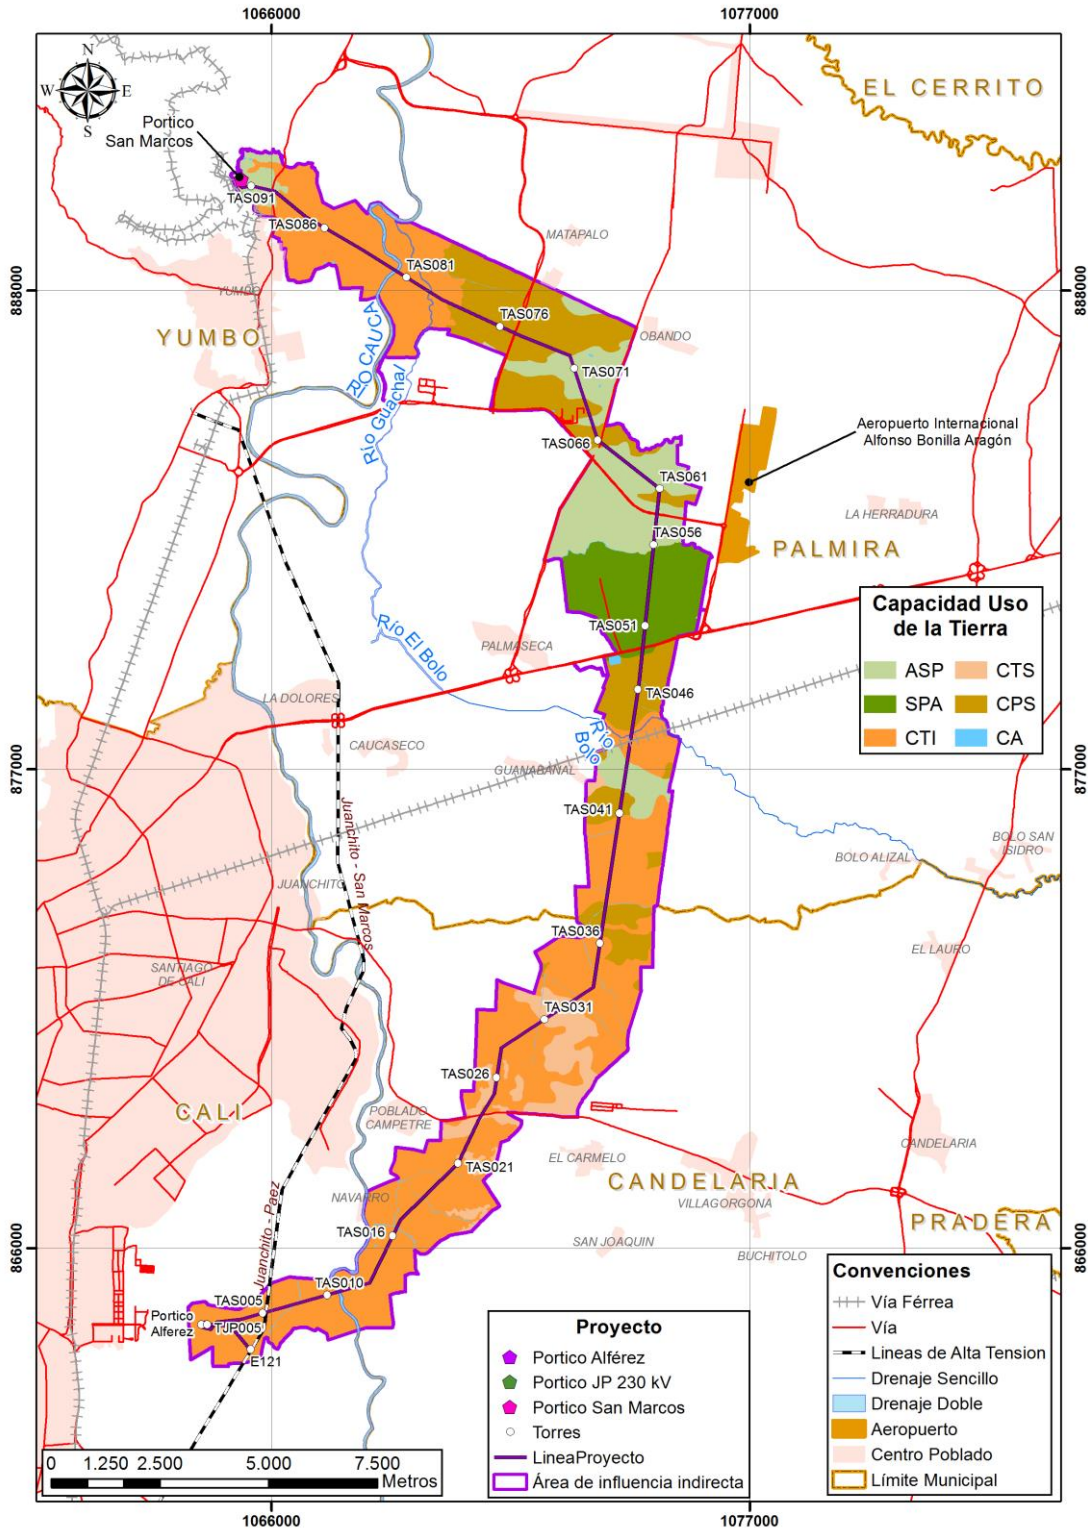 1066000
1077000
N
W
E
S
EL CERRITO
Portico
San Marcos
TAS091
TAS086
MATAPALO
TAS081
888000
888000
YUMBO
YUMBO
RIO CAUCA
TAS076
OBANDO
TAS071
Río Guachal
TAS066
Aeropuerto Internacional
Alfonso Bonilla Aragón
TAS061
LA HERRADURA
TAS056
PALMIRA
Capacidad Uso
de la Tierra
ASP
CTS
SPA
CPS
CTI
CA
TAS051
Río El Bolo
PALMASECA
TAS046
LA DOLORES
CAUCASECO
Río
Bolo
GUANABANAL
877000
877000
TAS041
Juanchito - San Marcos
BOLO SAN
ISIDRO
BOLO ALIZAL
JUANCHITO
TAS036
EL LAURO
SANTIAGO
DE CALI
TAS031
TAS026
CALI
POBLADO
CAMPETRE
CANDELARIA
EL CARMELO
TAS021
CANDELARIA
VILLAGORGONA
NAVARRO
PRADERA
TAS016
SAN JOAQUIN
BUCHITOLO
866000
866000
Juanchito - Paez
TAS010
TAS005
Portico
Alferez
TJP005
E121
Proyecto
Portico Alférez
Portico JP 230 kV
Portico San Marcos
Torres
LineaProyecto
Área de influencia indirecta
Convenciones
Vía Férrea
Vía
Lineas de Alta Tension
Drenaje Sencillo
Drenaje Doble
Aeropuerto
Centro Poblado
Límite Municipal
0 1.250 2.500 5.000 7.500
Metros
1066000
1077000